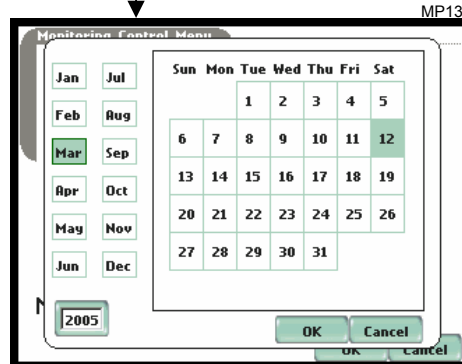 MP13
Monitoring Control Menu
Jan Jul
Feb Aug
Mar Sep
Apr Oct
May Nov
Jun Dec
2005
Sun Mon Tue Wed Thu Fri Sat
1 2 3 4 5
6 7 8 9 10 11 12
13 14 15 16 17 18 19
20 21 22 23 24 25 26
27 28 29 30 31
OK Cancel
OK Cancel